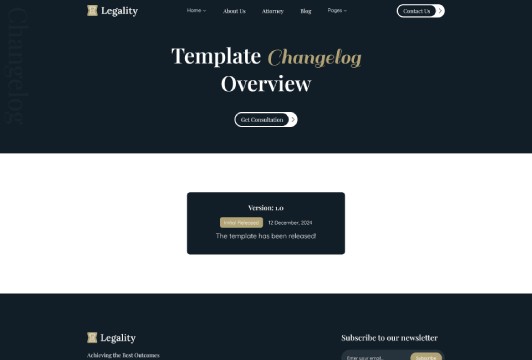 Legality
Home
About Us
Attorney
Blog
Pages
Contact Us
Changelog
Template Changelog
Overview
Get Consultation
Version: 1.0
Initial Released
12 December, 2024
The template has been released!
Legality
Achieving the Best Outcomes
Subscribe to our newsletter
Enter your email...
Subscribe